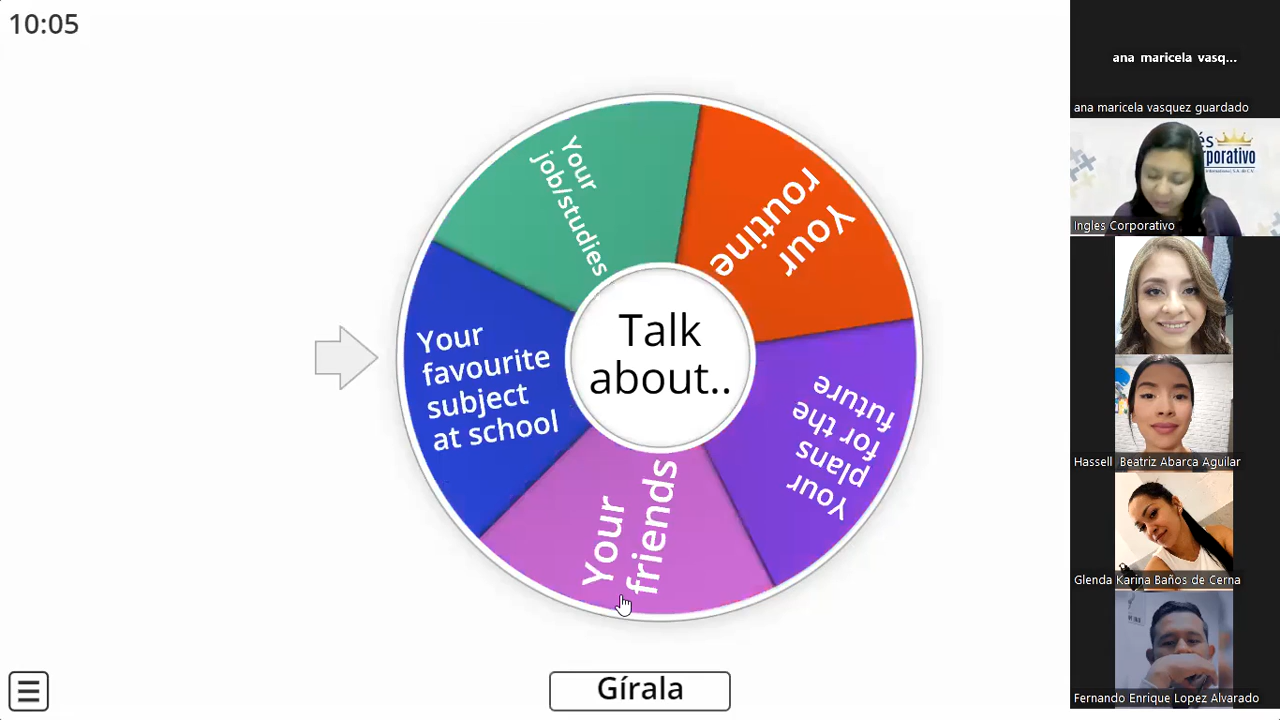 10:05
Your
job/studies
Your
routine
Your
favourite
subject
at school
Talk
about..
Your
plans
for the
future
Your
friends
Gírala
ana maricela vasq...
ana maricela vasquez guardado
és
rporativo
Ingles Corporativo
Hassell Beatriz Abarca Aguilar
Glenda Karina Baños de Cerna
Fernando Enrique Lopez Alvarado